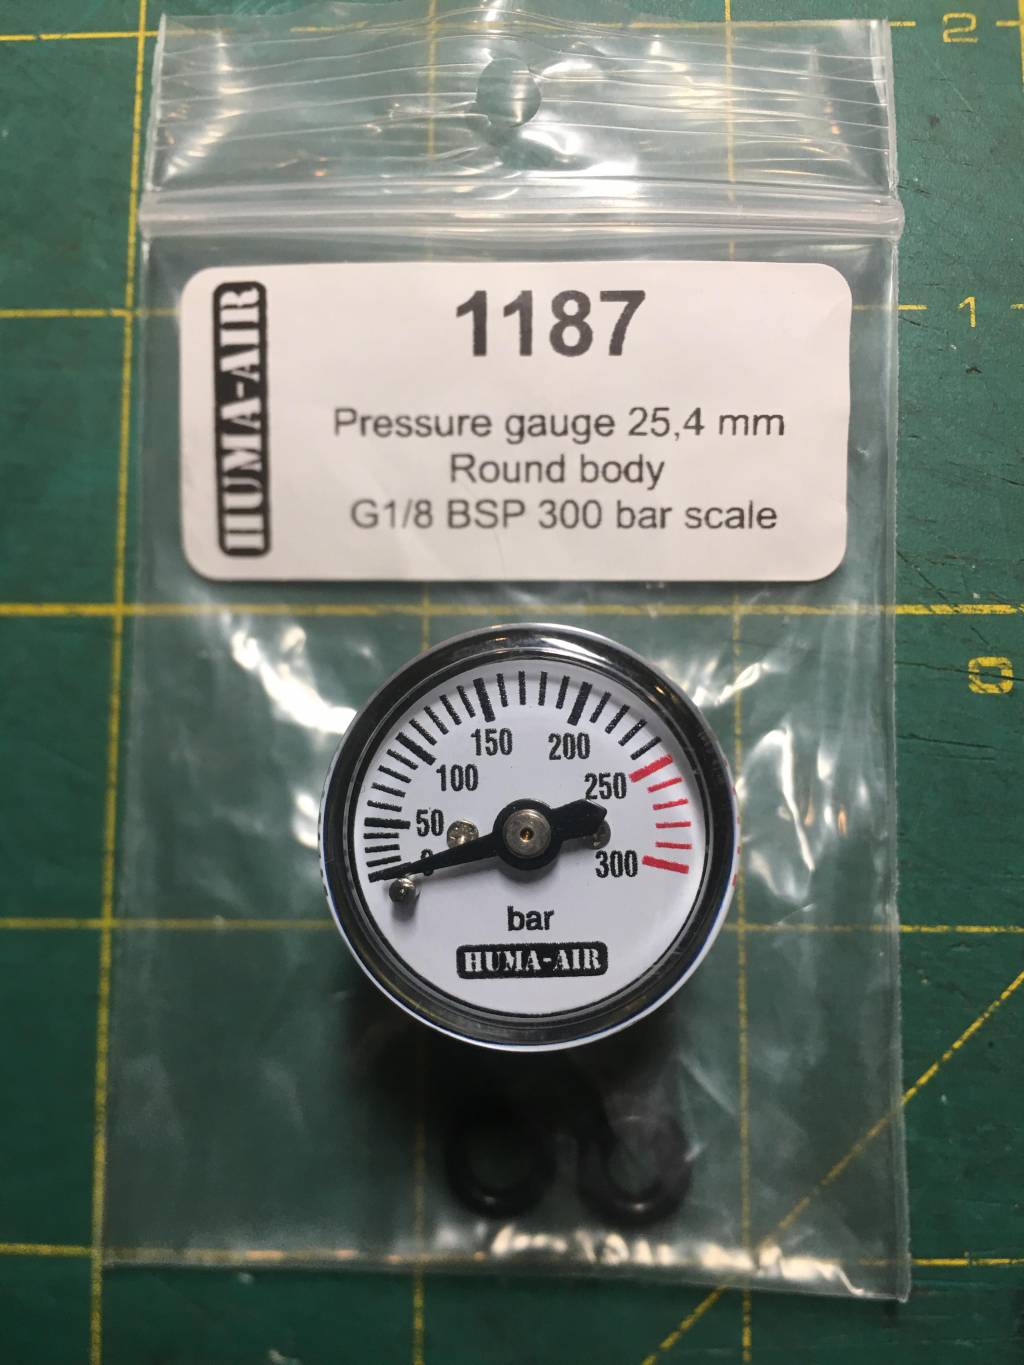 2
1
0
HUMA-AIR
1187
Pressure gauge 25,4 mm
Round body
G1/8 BSP 300 bar scale
0
50
100
150
200
250
300
bar
HUMA-AIR